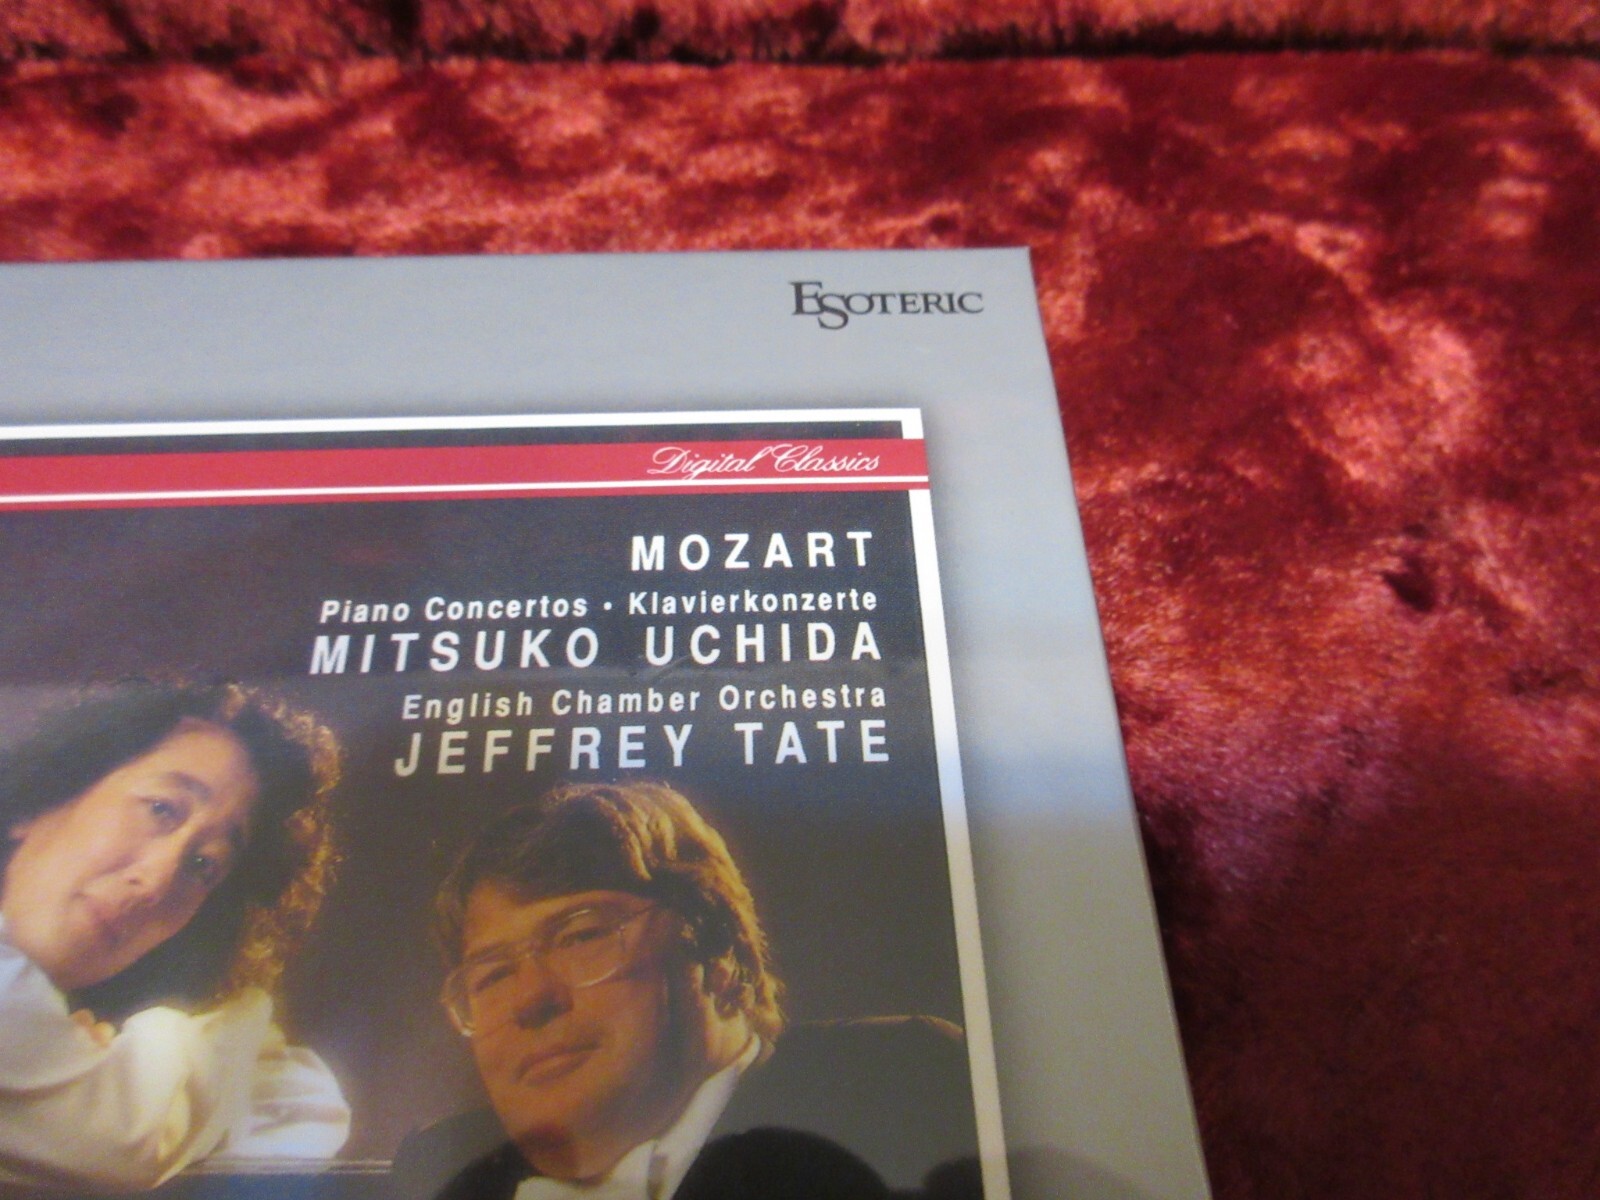 ESOTERIC
Digital Classics
MOZART
Piano Concertos • Klavierkonzerte
MITSUKO UCHIDA
English Chamber Orchestra
JEFFREY TATE